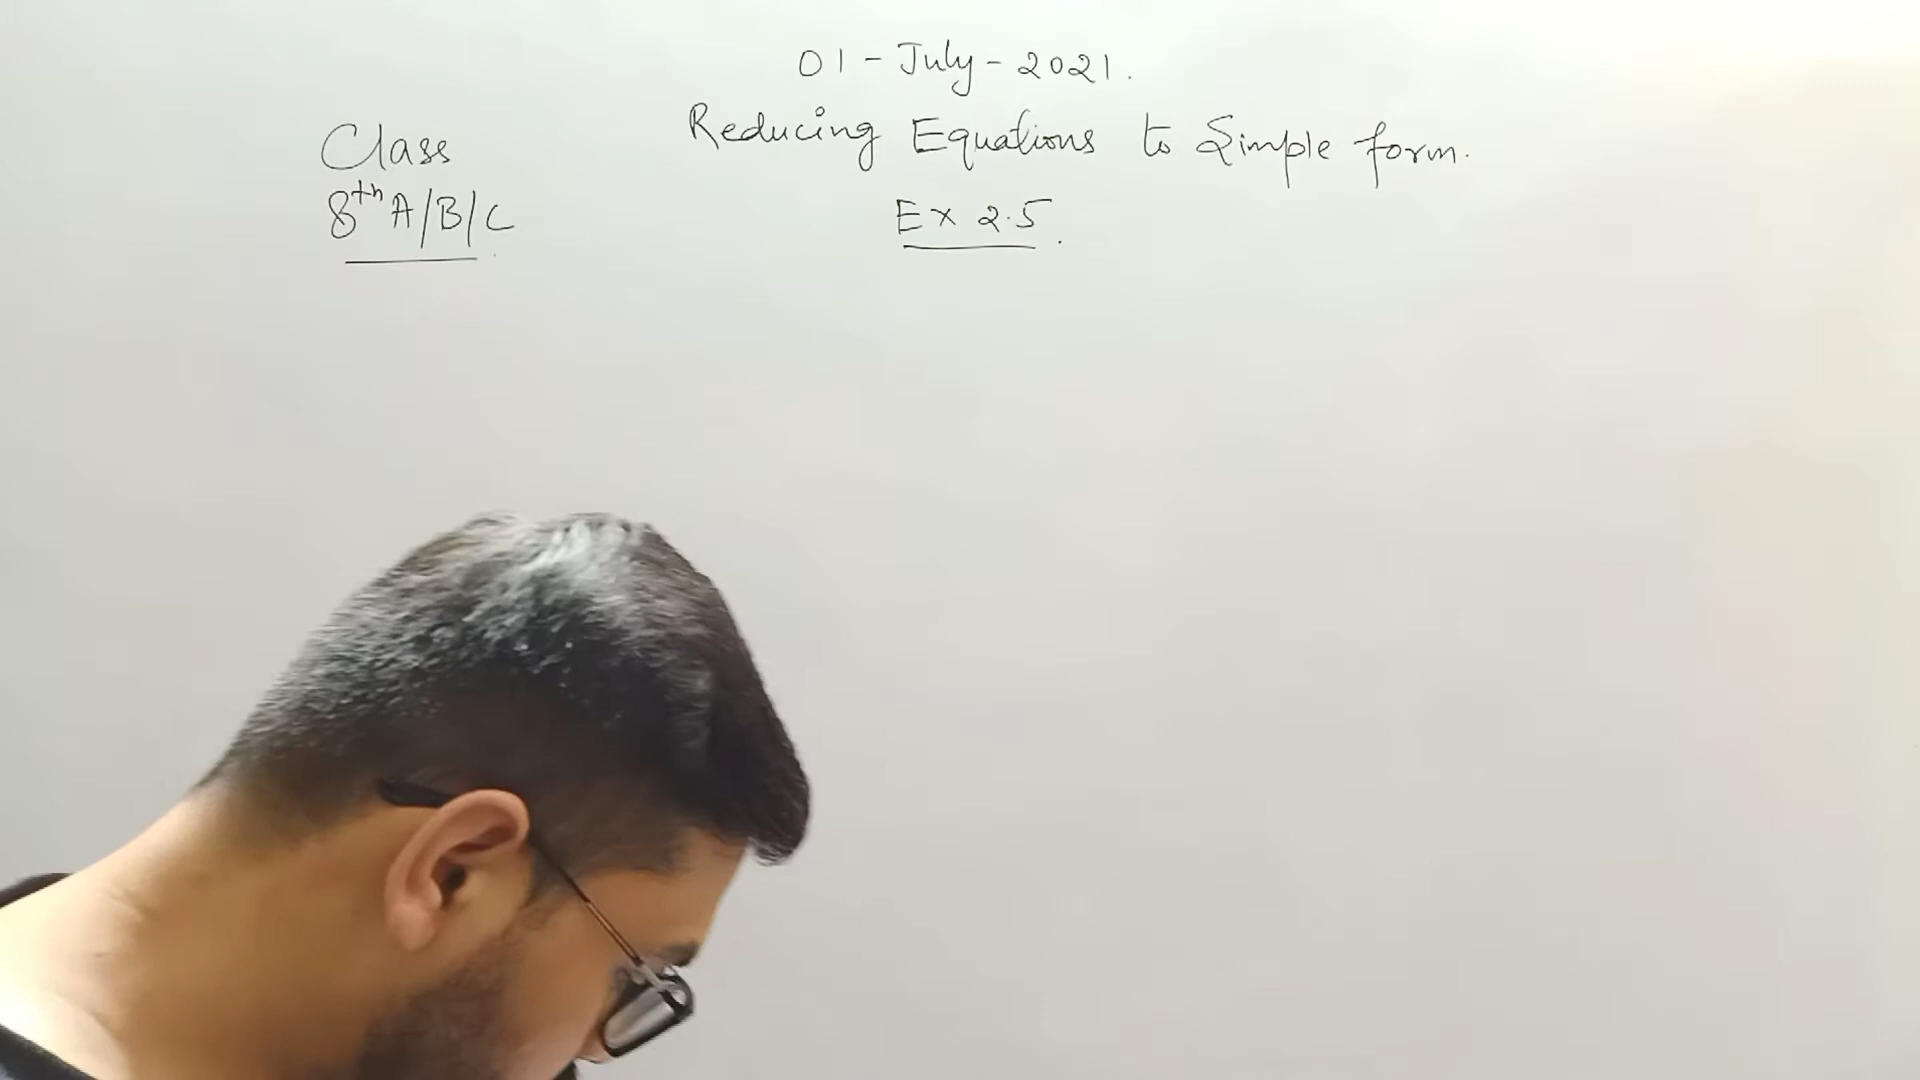 01-July-2021.
Reducing Equations to Simple form.
Class
8th A/B/C
Ex 2.5.